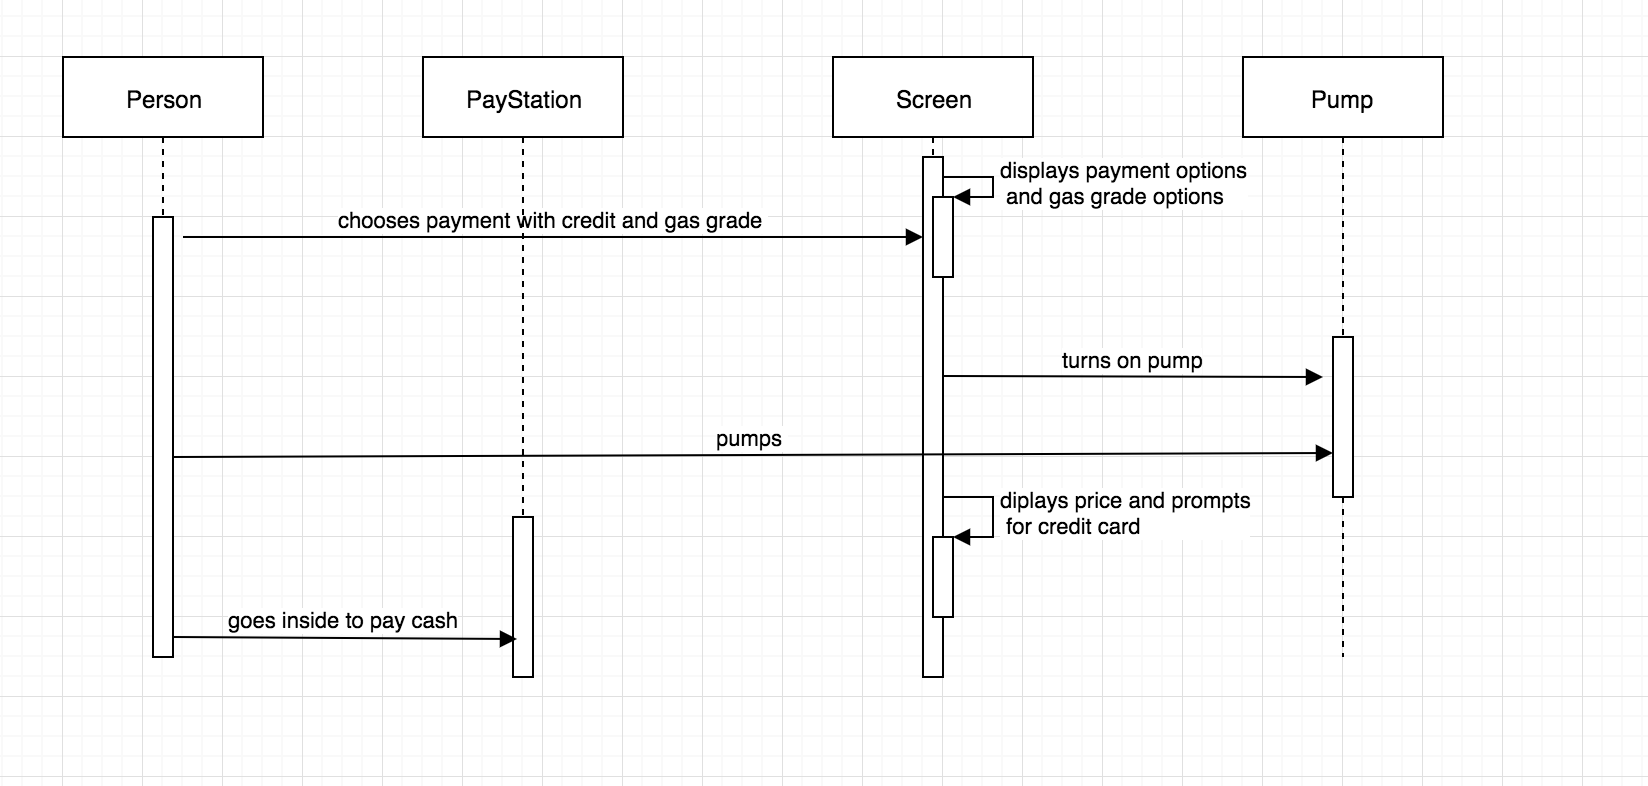 Person
PayStation
Screen
Pump
displays payment options
and gas grade options
chooses payment with credit and gas grade
turns on pump
pumps
diplays price and prompts
for credit card
goes inside to pay cash